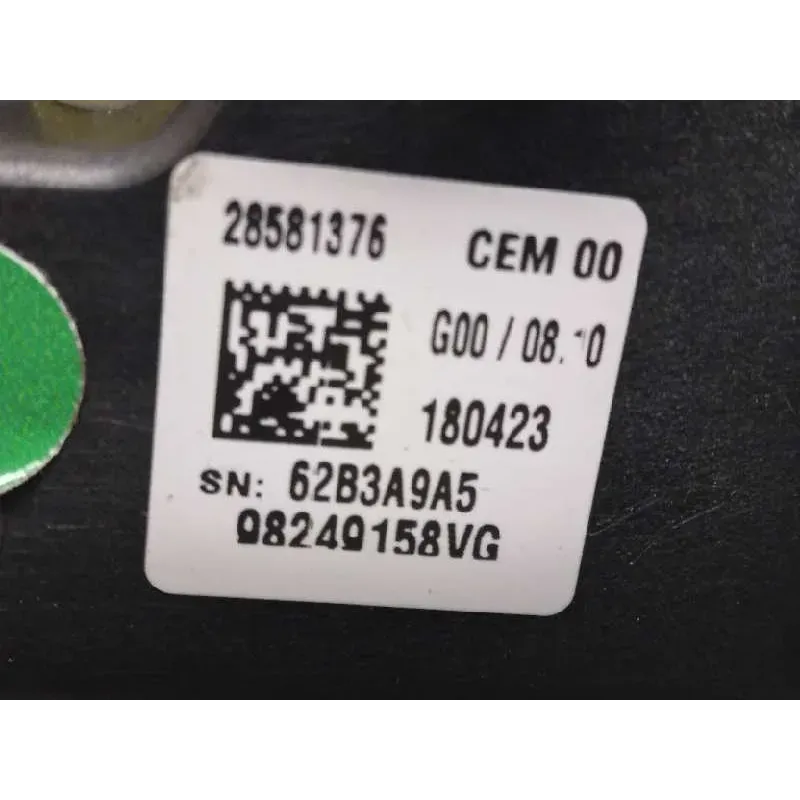 28581376 CEM 00
G00 / 08.10
180423
SN: 62B3A9A5
98249158VG